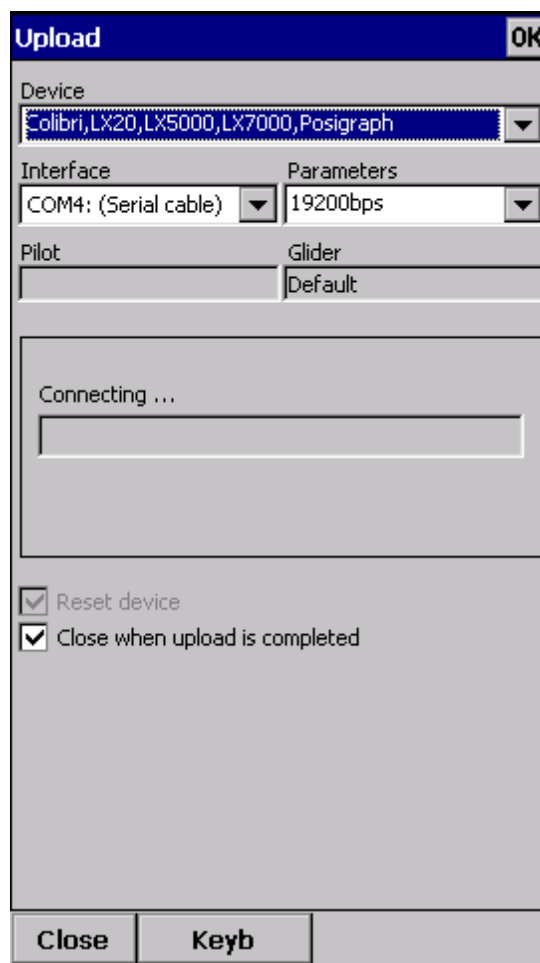 Upload OK
Device
Colibri,LX20,LX5000,LX7000,Posigraph
Interface Parameters
COM4: (Serial cable) 19200bps
Pilot Glider
Default
Connecting ...
Reset device
Close when upload is completed
Close Keyb